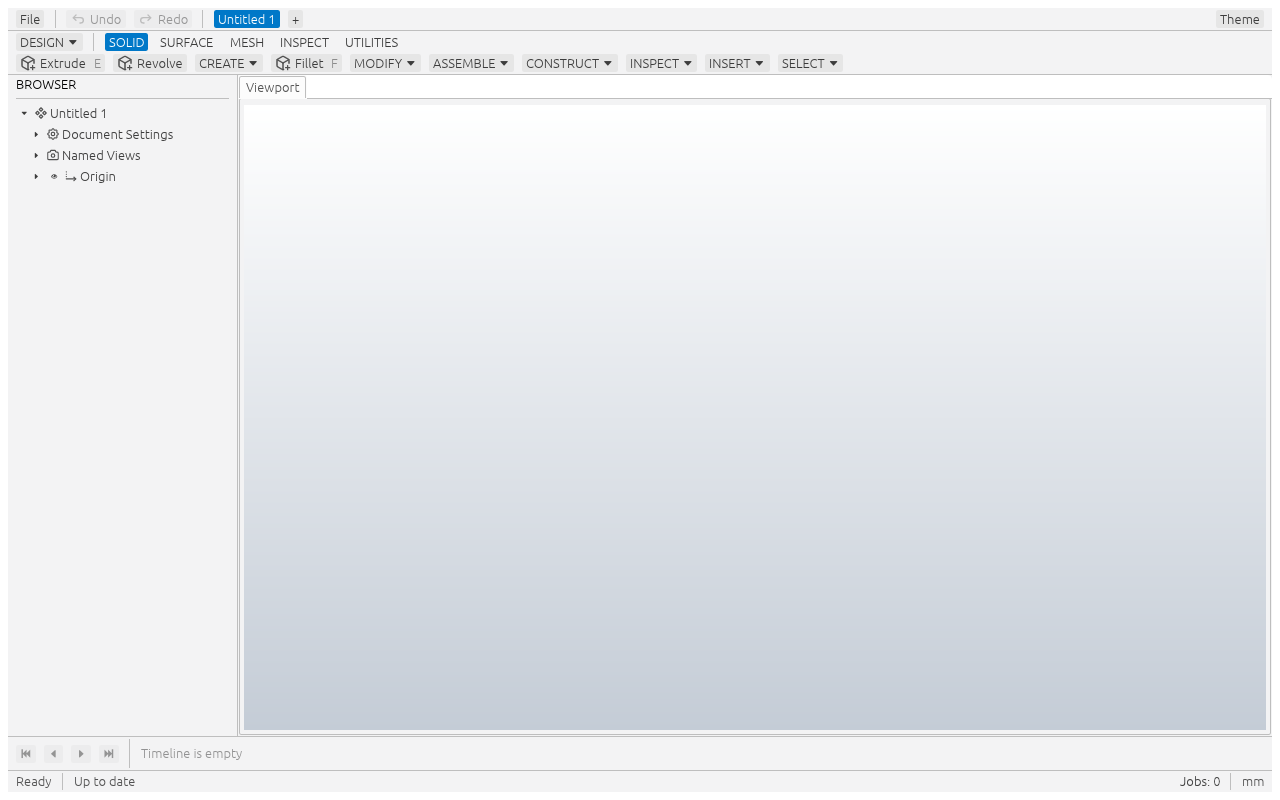 File Undo Redo Untitled 1 + Theme
DESIGN SOLID SURFACE MESH INSPECT UTILITIES
Extrude E Revolve CREATE Fillet F MODIFY ASSEMBLE CONSTRUCT INSPECT INSERT SELECT
BROWSER
Viewport
Untitled 1
Document Settings
Named Views
Origin
Timeline is empty
Ready Up to date Jobs: 0 mm